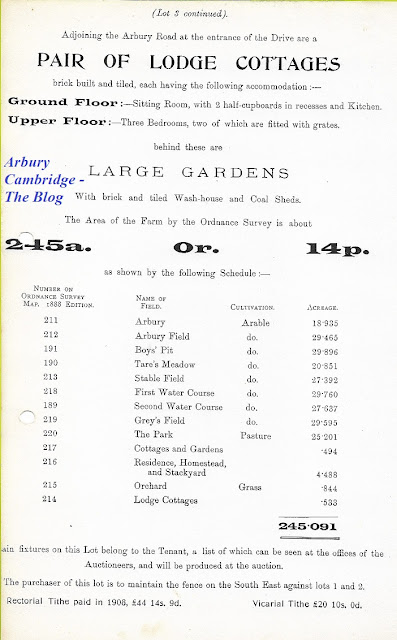 (Lot 3 continued).
Adjoining the Arbury Road at the entrance of the Drive are a
PAIR OF LODGE COTTAGES
brick built and tiled, each having the following accommodation :—
Ground Floor :—Sitting Room, with 2 half-cupboards in recesses and Kitchen.
Upper Floor :—Three Bedrooms, two of which are fitted with grates.
behind these are
Arbury
Cambridge -
The Blog
LARGE GARDENS
With brick and tiled Wash-house and Coal Sheds.
The Area of the Farm by the Ordnance Survey is about
245a. 0r. 14p.
as shown by the following Schedule :—
Number on Ordnance Survey Map. 1888 Edition. Name of Field. Cultivation. Acreage.
211 Arbury Arable 18·935
212 Arbury Field do. 29·465
191 Boys' Pit do. 29·896
190 Tare's Meadow do. 20·851
213 Stable Field do. 27·392
218 First Water Course do. 29·760
189 Second Water Course do. 27·637
219 Grey's Field do. 29·595
220 The Park Pasture 25·201
217 Cottages and Gardens ·494
216 Residence, Homestead,
and Stackyard 4·488
215 Orchard Grass ·844
214 Lodge Cottages ·533
245·091
ain fixtures on this Lot belong to the Tenant, a list of which can be seen at the offices of the
Auctioneers, and will be produced at the auction.
The purchaser of this lot is to maintain the fence on the South East against lots 1 and 2.
Rectorial Tithe paid in 1908, £44 14s. 9d. Vicarial Tithe £20 10s. 0d.